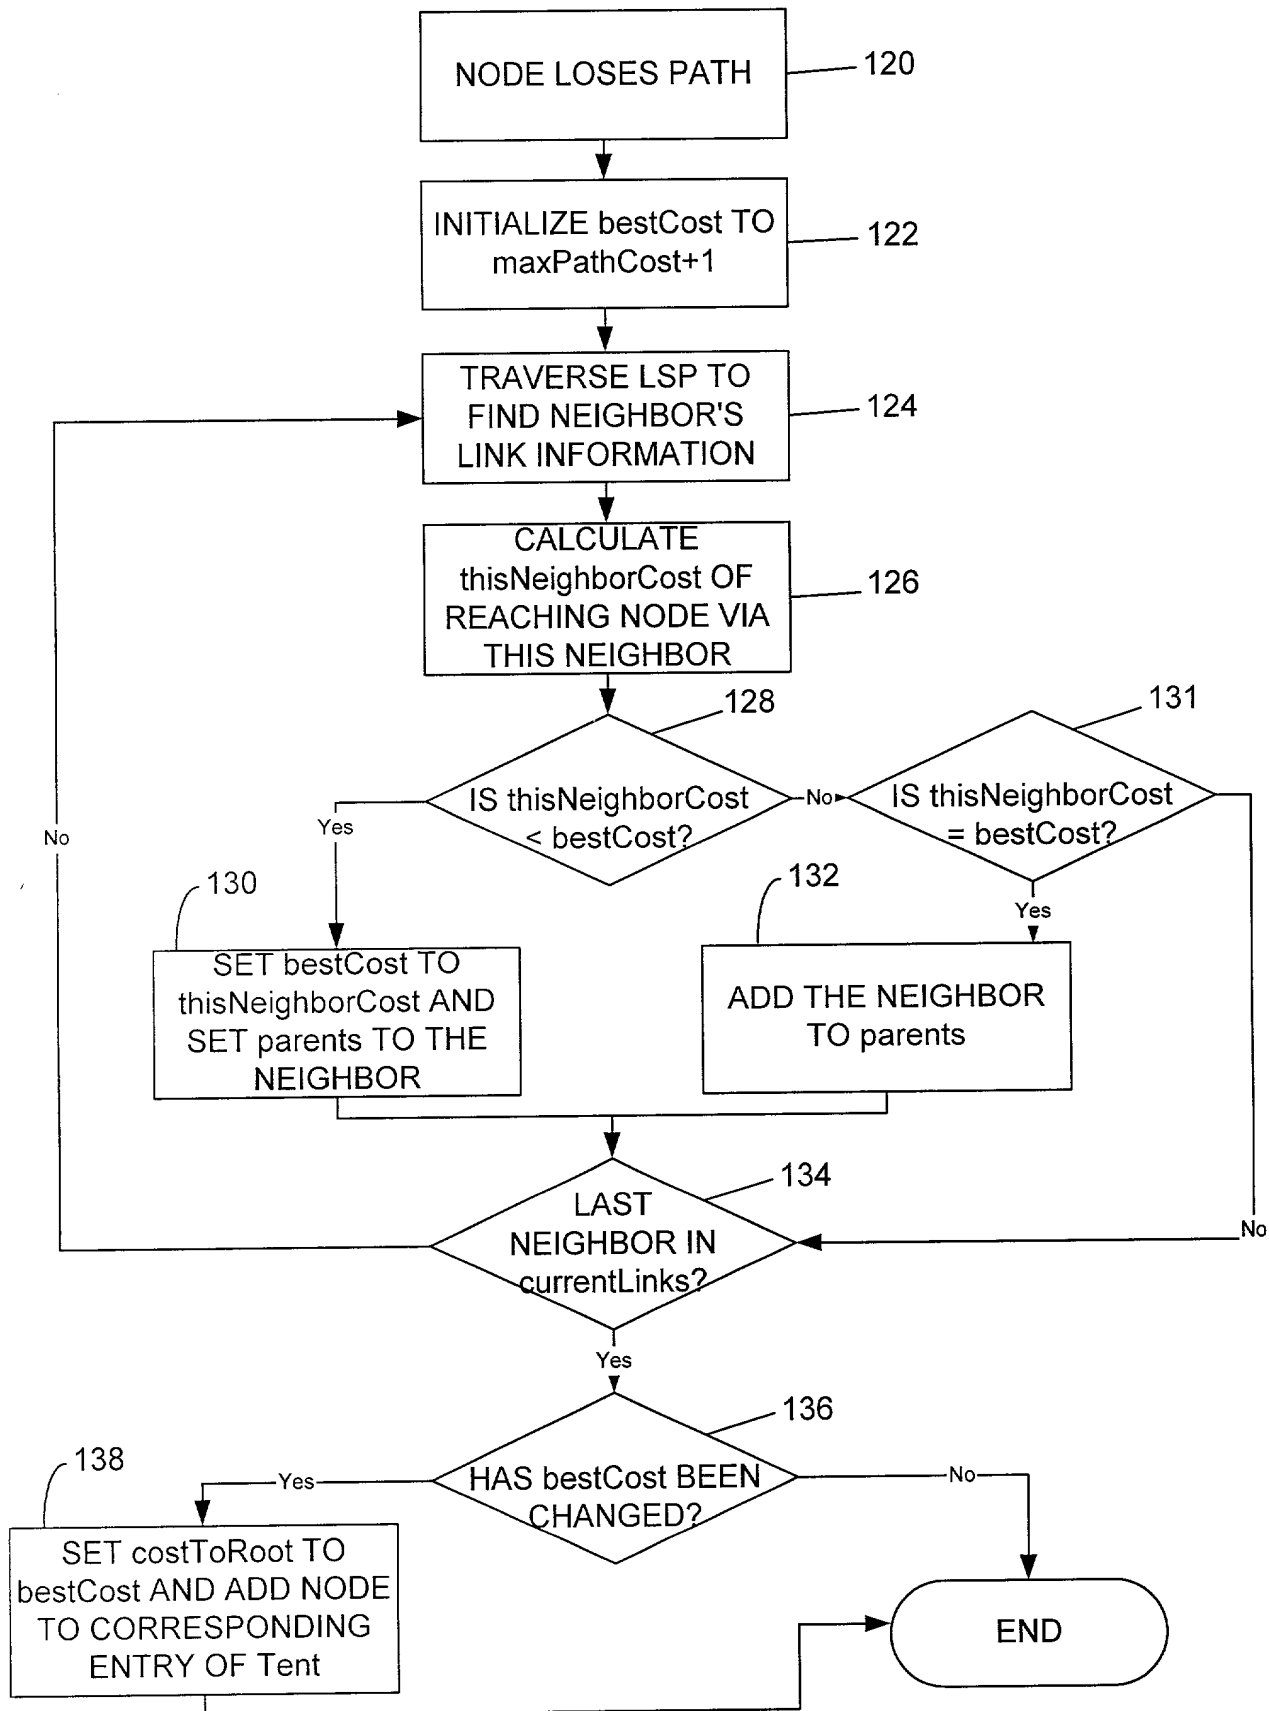 NODE LOSES PATH
120
INITIALIZE bestCost TO
maxPathCost+1
122
TRAVERSE LSP TO
FIND NEIGHBOR'S
LINK INFORMATION
124
CALCULATE
thisNeighborCost OF
REACHING NODE VIA
THIS NEIGHBOR
126
128
IS thisNeighborCost
< bestCost?
No
131
IS thisNeighborCost
= bestCost?
Yes
No
Yes
130
SET bestCost TO
thisNeighborCost AND
SET parents TO THE
NEIGHBOR
132
ADD THE NEIGHBOR
TO parents
No
134
LAST
NEIGHBOR IN
currentLinks?
Yes
136
HAS bestCost BEEN
CHANGED?
Yes
No
138
SET costToRoot TO
bestCost AND ADD NODE
TO CORRESPONDING
ENTRY OF Tent
END